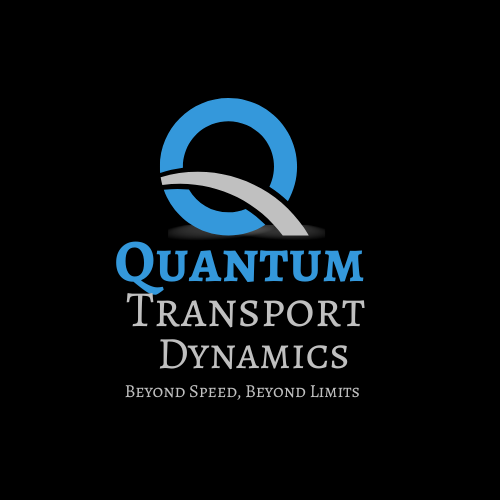 Quantum
Transport
Dynamics
Beyond Speed, Beyond Limits